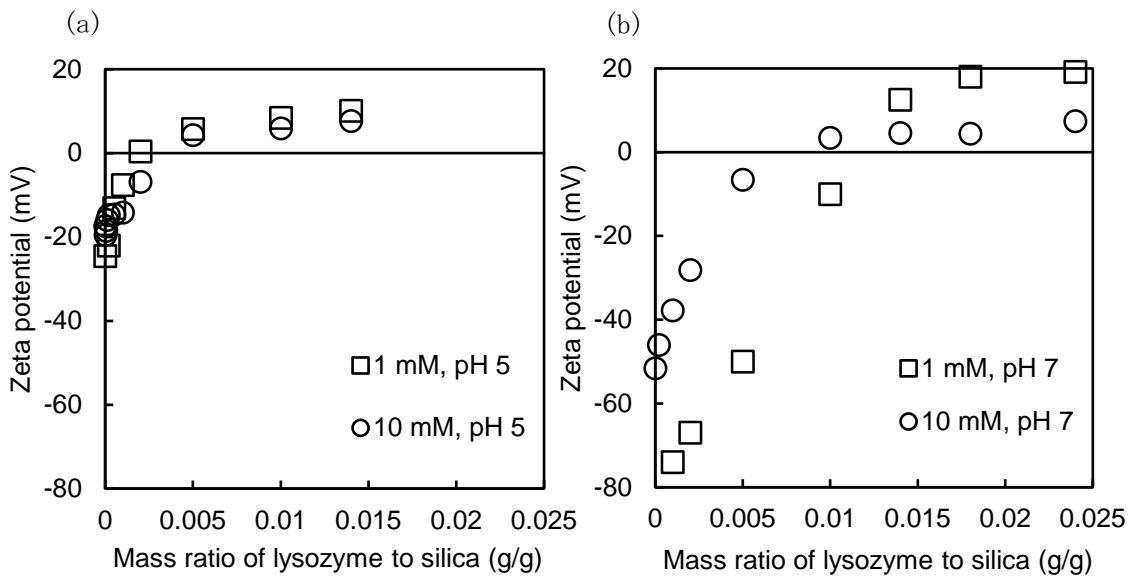 (a)
20
0
-20
-40
-60
-80
Zeta potential (mV)
1 mM, pH 5
10 mM, pH 5
0 0.005 0.01 0.015 0.02 0.025
Mass ratio of lysozyme to silica (g/g)
(b)
20
0
-20
-40
-60
-80
Zeta potential (mV)
1 mM, pH 7
10 mM, pH 7
0 0.005 0.01 0.015 0.02 0.025
Mass ratio of lysozyme to silica (g/g)